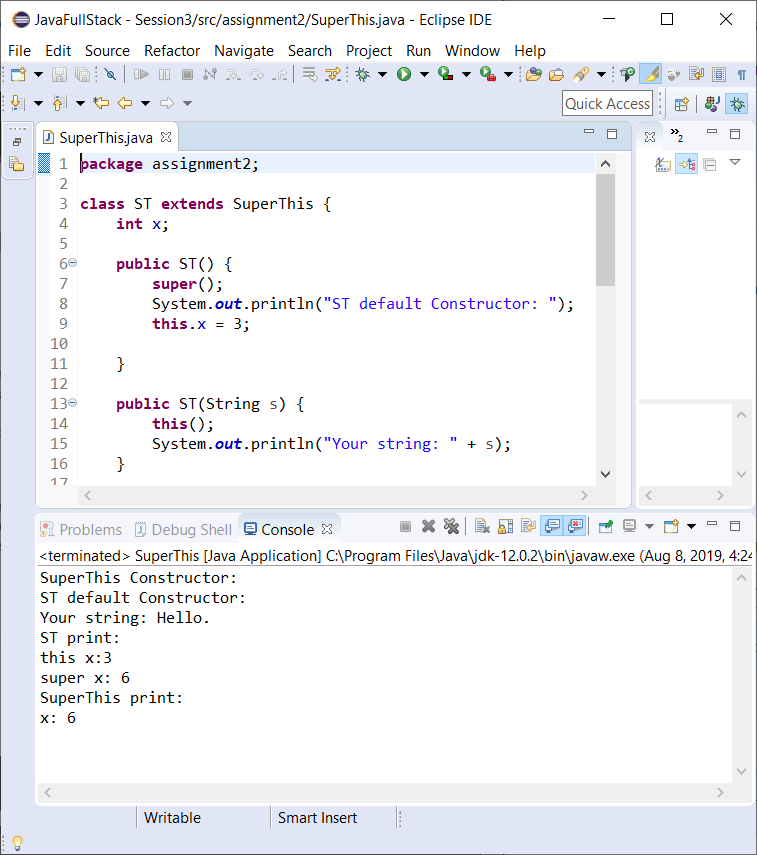 JavaFullStack - Session3/src/assignment2/SuperThis.java - Eclipse IDE
File Edit Source Refactor Navigate Search Project Run Window Help
Quick Access
SuperThis.java
»2
1 package assignment2;
2
3 class ST extends SuperThis {
4 int x;
5
6 public ST() {
7 super();
8 System.out.println("ST default Constructor: ");
9 this.x = 3;
10
11 }
12
13 public ST(String s) {
14 this();
15 System.out.println("Your string: " + s);
16 }
17
Problems Debug Shell Console
<terminated> SuperThis [Java Application] C:\Program Files\Java\jdk-12.0.2\bin\javaw.exe (Aug 8, 2019, 4:24
SuperThis Constructor:
ST default Constructor:
Your string: Hello.
ST print:
this x:3
super x: 6
SuperThis print:
x: 6
Writable Smart Insert